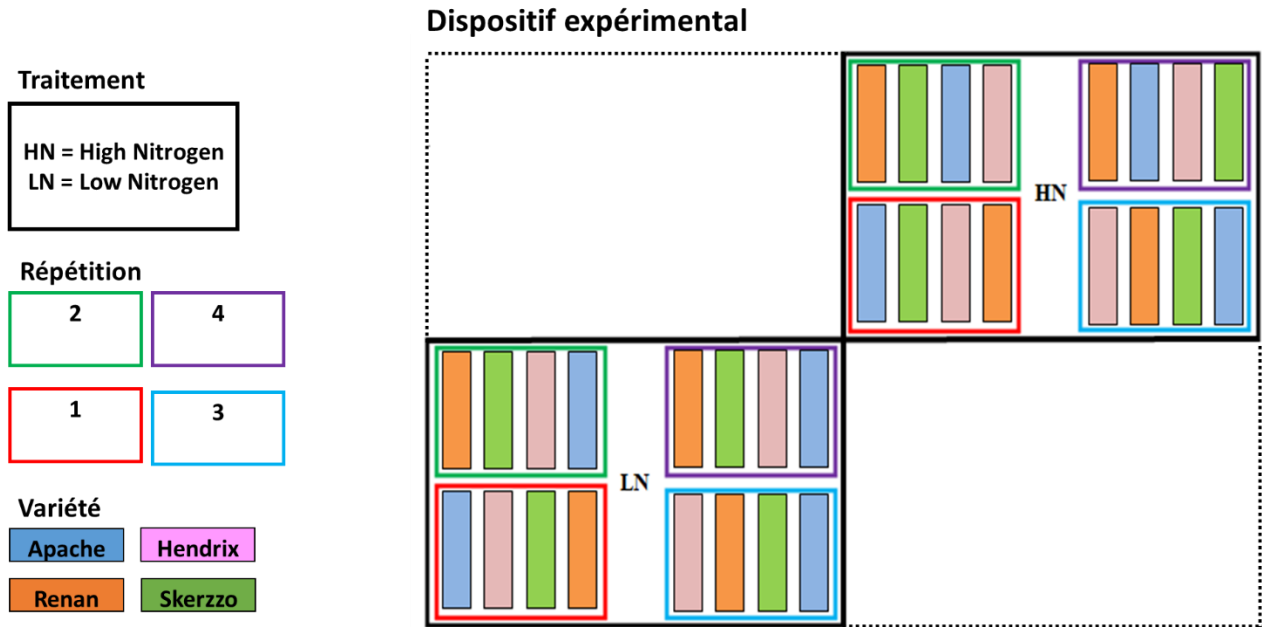 Dispositif expérimental
Traitement
HN = High Nitrogen
LN = Low Nitrogen
Répétition
2
4
1
3
Variété
Apache
Hendrix
Renan
Skerzzo
HN
LN